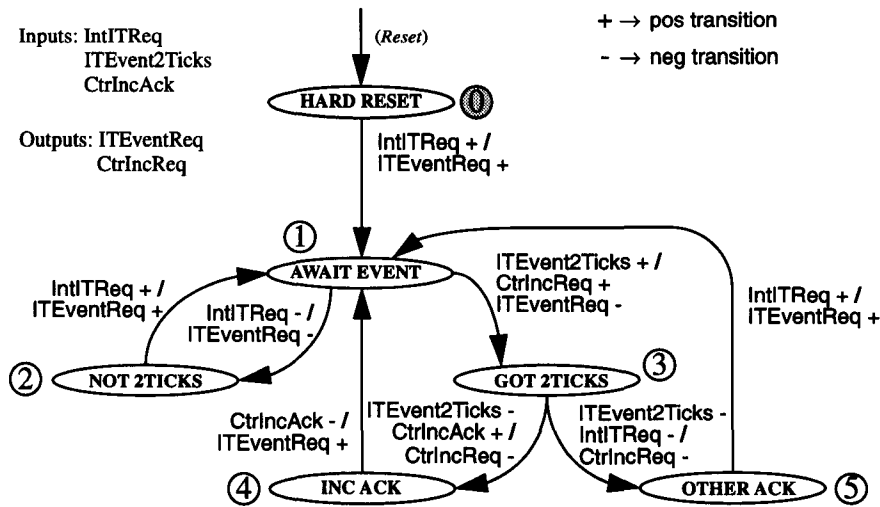 Inputs: IntITReq
ITEvent2Ticks
CtrIncAck
(Reset)
+ → pos transition
- → neg transition
HARD RESET
0
Outputs: ITEventReq
CtrIncReq
IntITReq + /
ITEventReq +
1
AWAIT EVENT
IntITReq + /
ITEventReq +
IntITReq - /
ITEventReq -
ITEvent2Ticks + /
CtrIncReq +
ITEventReq -
IntITReq + /
ITEventReq +
2
NOT 2TICKS
GOT 2TICKS
3
CtrIncAck - /
ITEventReq +
ITEvent2Ticks -
CtrIncAck + /
CtrIncReq -
ITEvent2Ticks -
IntITReq - /
CtrIncReq -
4
INC ACK
OTHER ACK
5